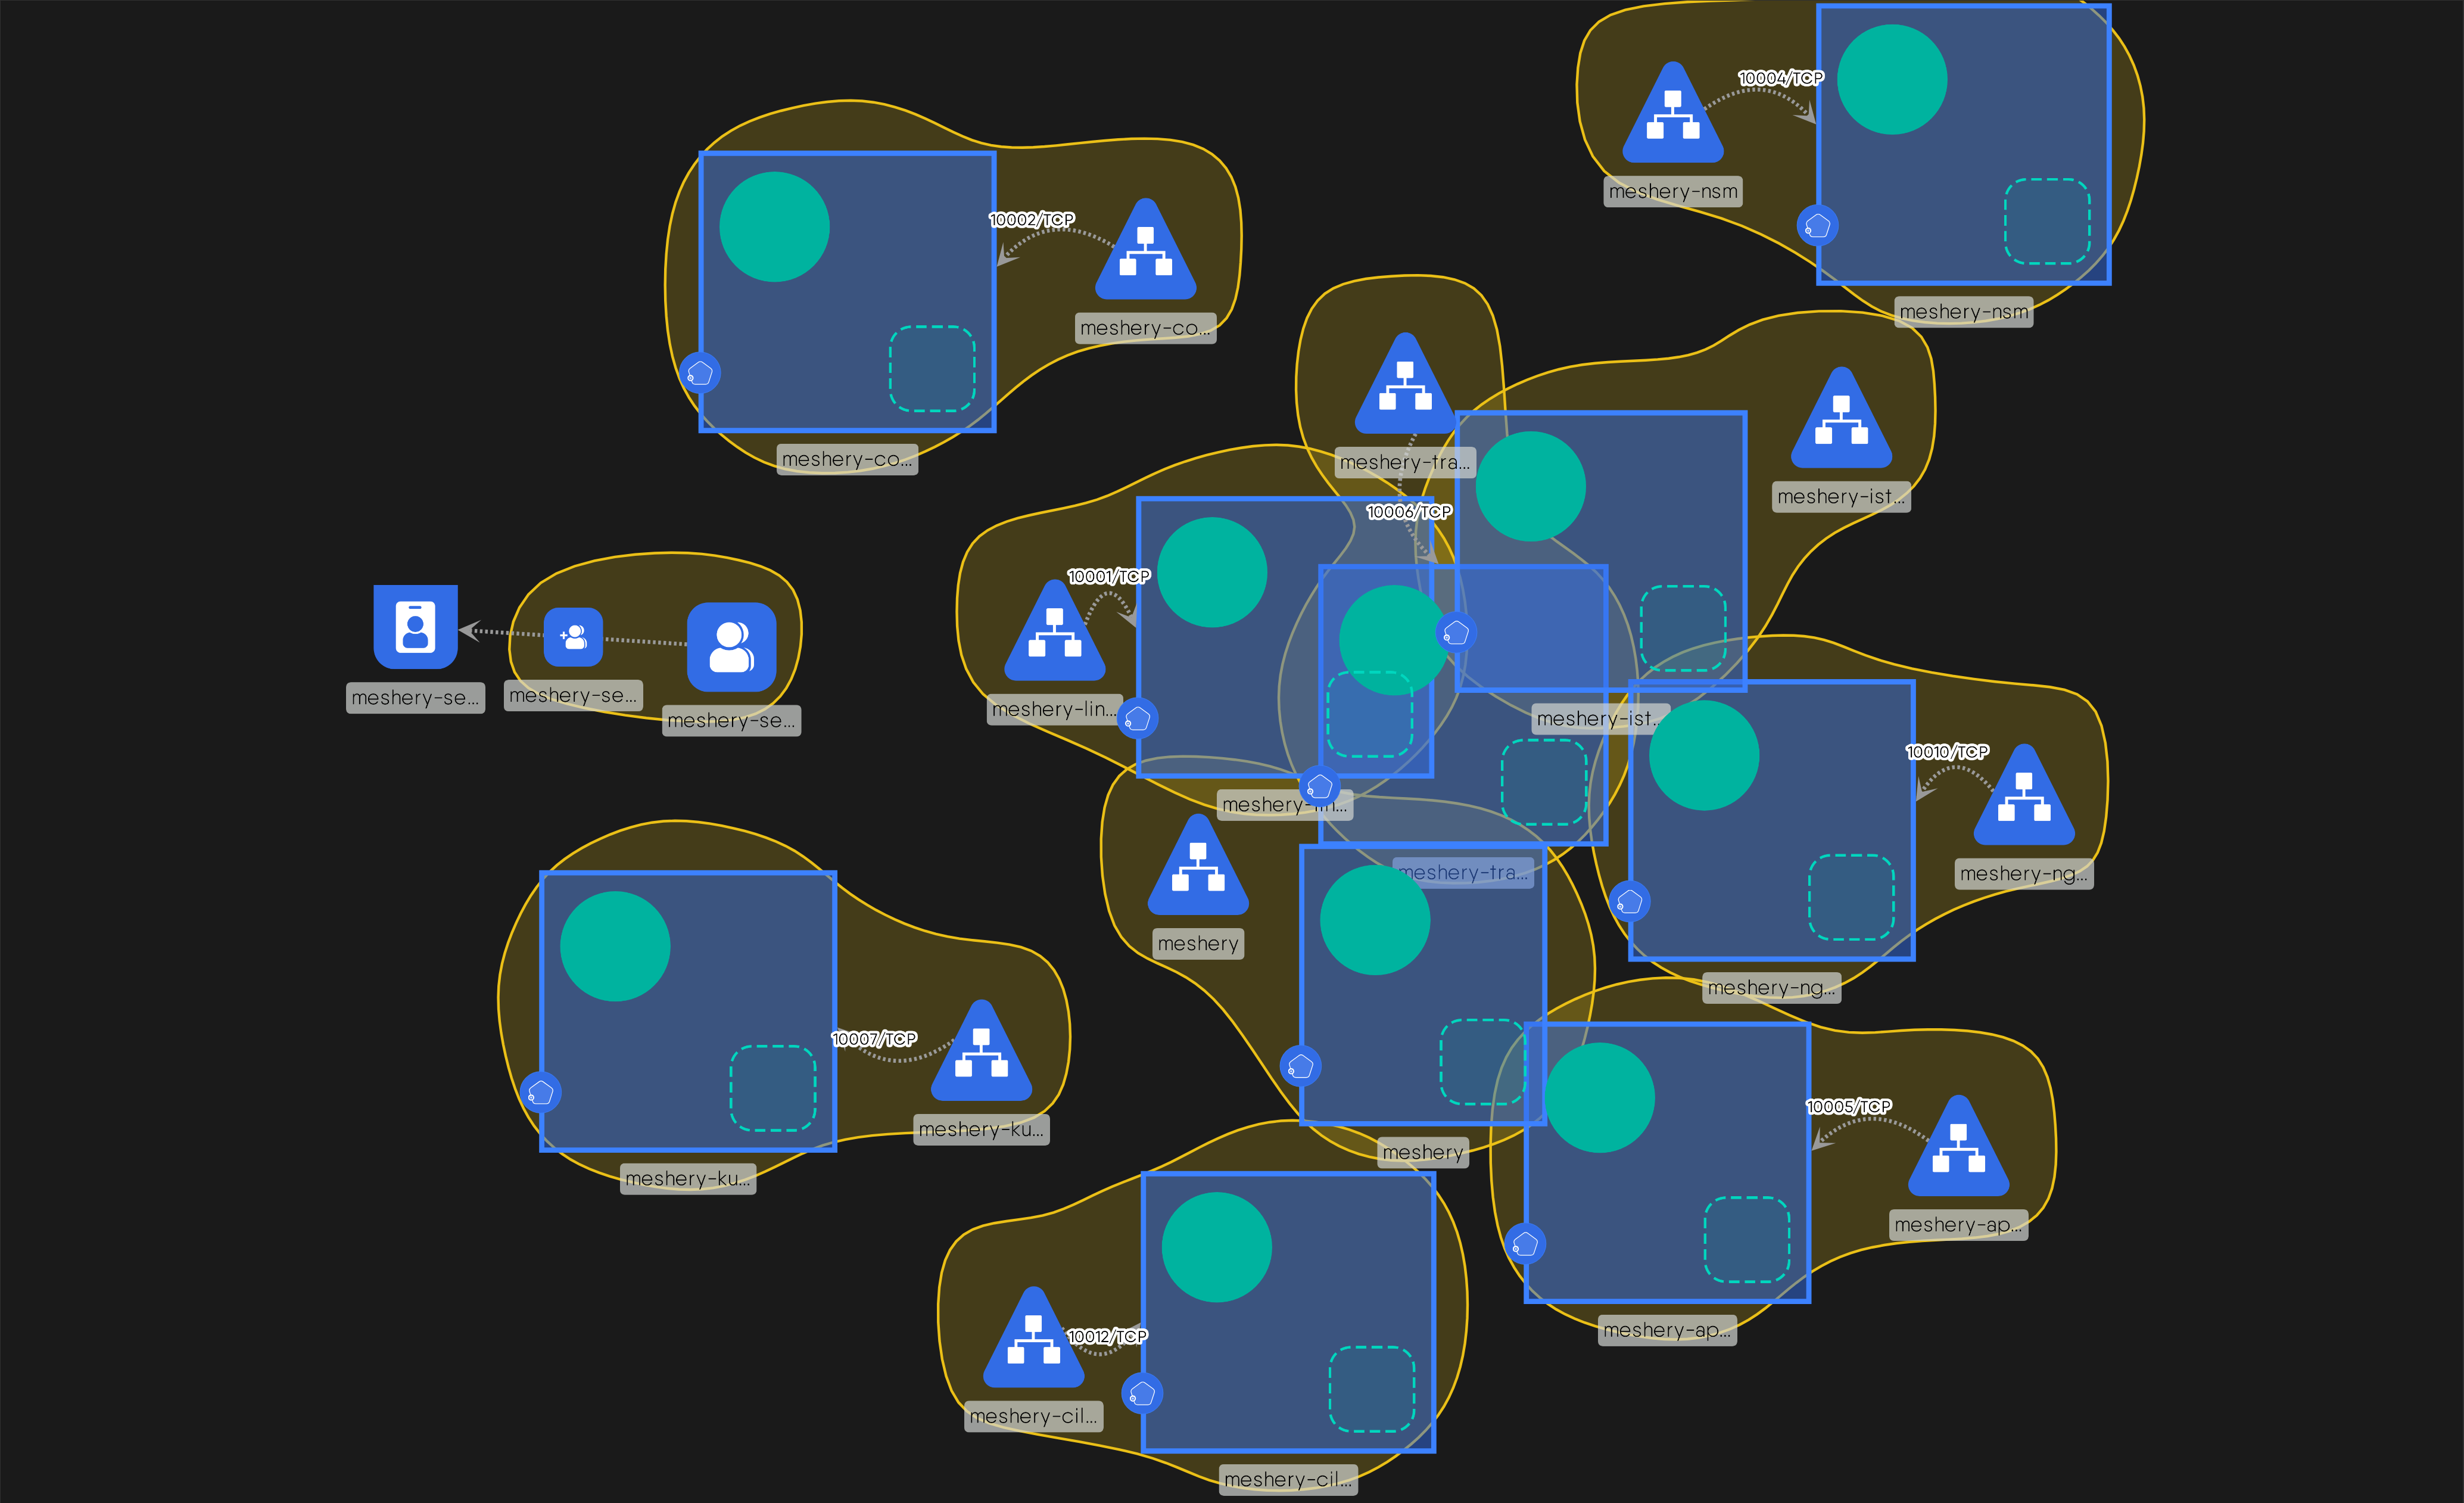 10004/TCP
meshery-nsm
meshery-nsm
10002/TCP
meshery-co...
meshery-co...
meshery-tra...
meshery-ist...
10006/TCP
10001/TCP
meshery-se...
meshery-se...
meshery-se...
meshery-lin...
meshery-ist...
10010/TCP
meshery-lin...
meshery-tra...
meshery-ng...
meshery
meshery-ng...
10007/TCP
meshery-ku...
meshery-ku...
meshery
10005/TCP
meshery-ap...
meshery-ap...
10012/TCP
meshery-cil...
meshery-cil...